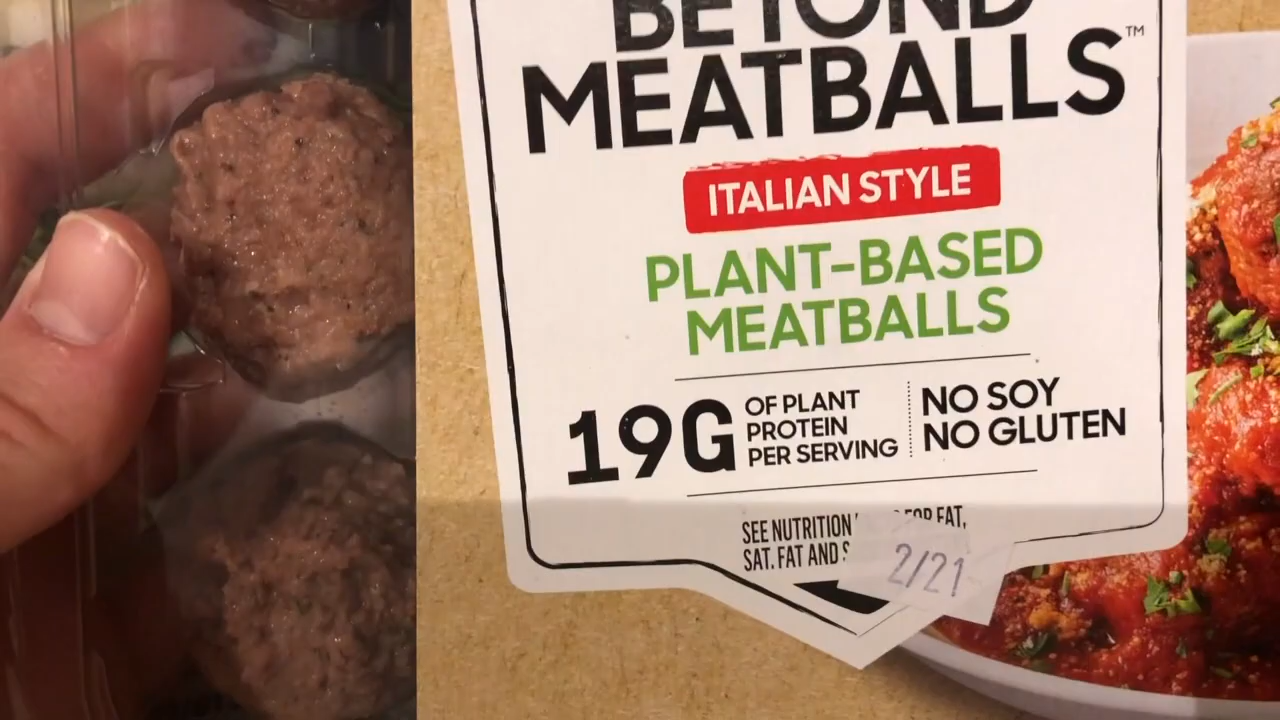 BEYOND
MEATBALLS™
ITALIAN STYLE
PLANT-BASED
MEATBALLS
19G OF PLANT
PROTEIN
PER SERVING
NO SOY
NO GLUTEN
SEE NUTRITION FOR FAT,
SAT. FAT AND
2/21